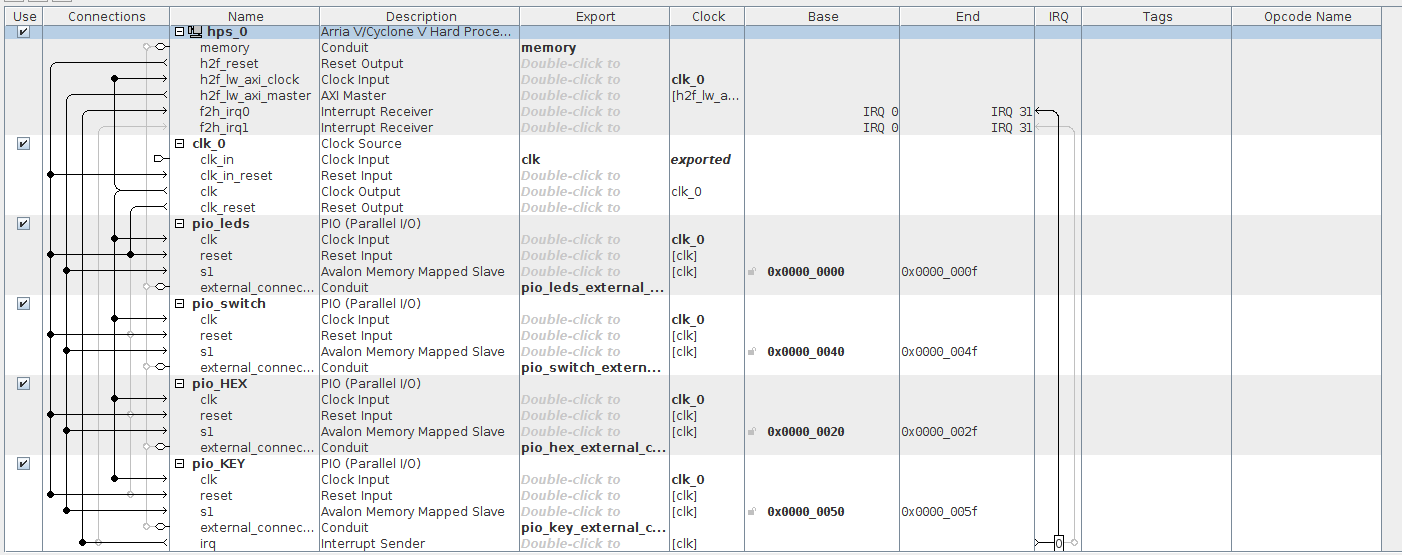 Use Connections Name Description Export Clock Base End IRQ Tags Opcode Name
hps_0 Arria V/Cyclone V Hard Proce...
memory Conduit memory
h2f_reset Reset Output Double-click to
h2f_lw_axi_clock Clock Input Double-click to clk_0
h2f_lw_axi_master AXI Master Double-click to [h2f_lw_a...
f2h_irq0 Interrupt Receiver Double-click to IRQ 0 IRQ 31
f2h_irq1 Interrupt Receiver Double-click to IRQ 0 IRQ 31
clk_0 Clock Source
clk_in Clock Input clk exported
clk_in_reset Reset Input Double-click to
clk Clock Output Double-click to clk_0
clk_reset Reset Output Double-click to
pio_leds PIO (Parallel I/O)
clk Clock Input Double-click to clk_0
reset Reset Input Double-click to [clk]
s1 Avalon Memory Mapped Slave Double-click to [clk] 0x0000_0000 0x0000_000f
external_connec... Conduit pio_leds_external_...
pio_switch PIO (Parallel I/O)
clk Clock Input Double-click to clk_0
reset Reset Input Double-click to [clk]
s1 Avalon Memory Mapped Slave Double-click to [clk] 0x0000_0040 0x0000_004f
external_connec... Conduit pio_switch_extern...
pio_HEX PIO (Parallel I/O)
clk Clock Input Double-click to clk_0
reset Reset Input Double-click to [clk]
s1 Avalon Memory Mapped Slave Double-click to [clk] 0x0000_0020 0x0000_002f
external_connec... Conduit pio_hex_external_c...
pio_KEY PIO (Parallel I/O)
clk Clock Input Double-click to clk_0
reset Reset Input Double-click to [clk]
s1 Avalon Memory Mapped Slave Double-click to [clk] 0x0000_0050 0x0000_005f
external_connec... Conduit pio_key_external_c...
irq Interrupt Sender Double-click to [clk] 0